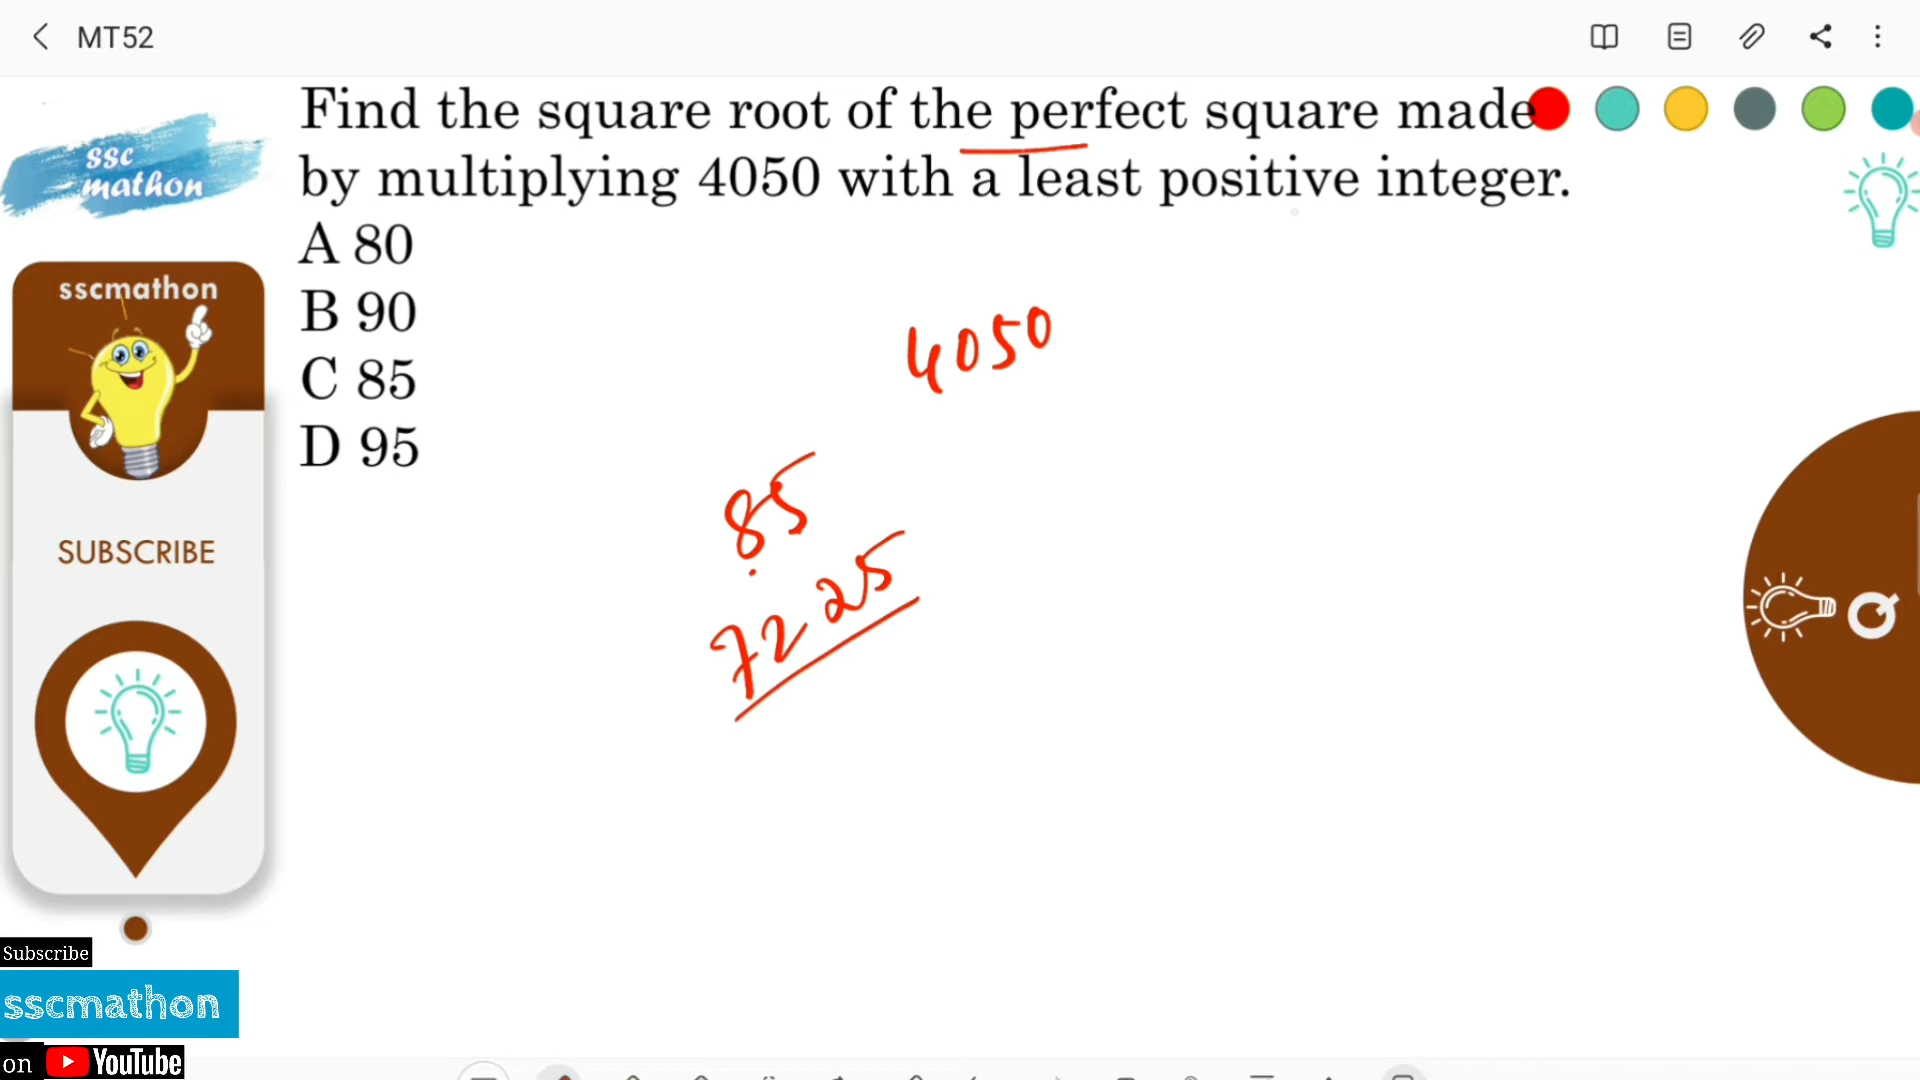 MT52
Find the square root of the perfect square made
by multiplying 4050 with a least positive integer.
A 80
B 90
C 85
D 95
4050
85
7225
ssc
mathon
sscmathon
SUBSCRIBE
Q
Subscribe
sscmathon
on YouTube